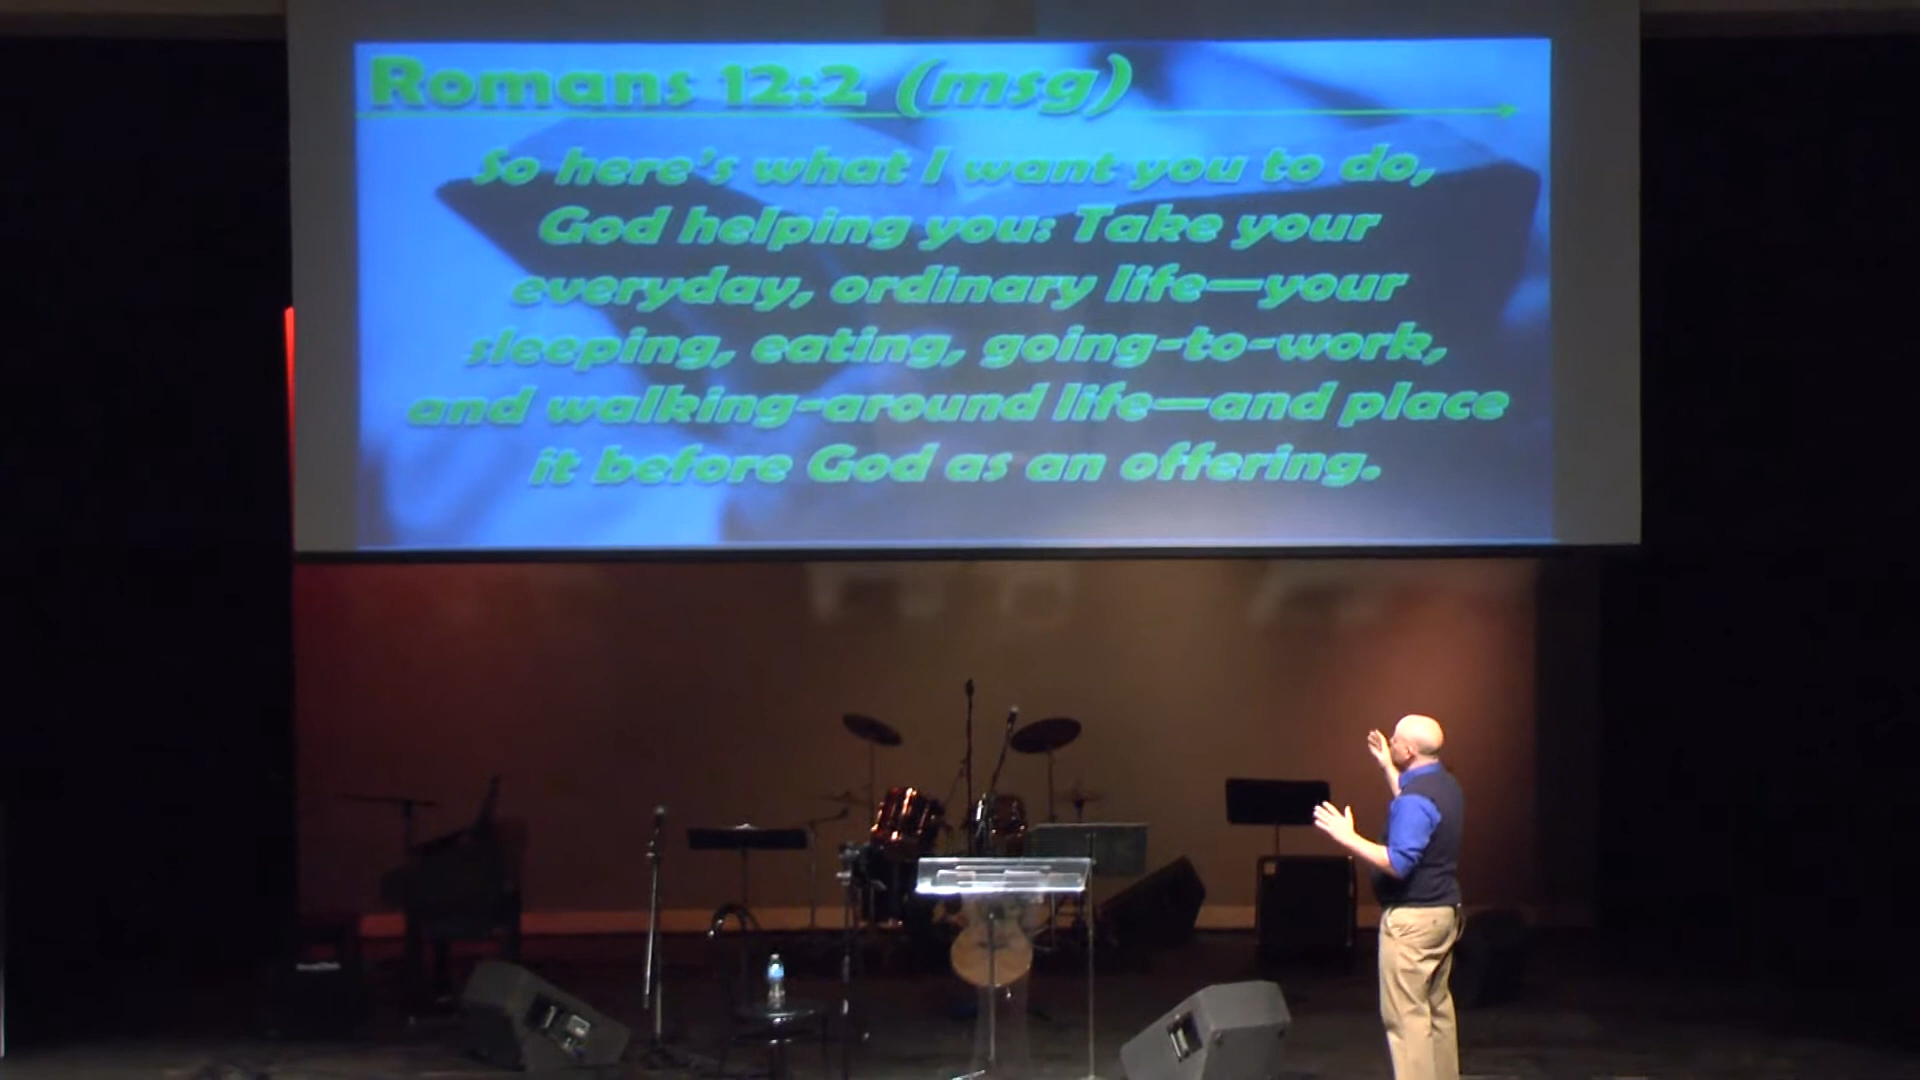 Romans 12:2 (msg)
So here's what I want you to do,
God helping you: Take your
everyday, ordinary life—your
sleeping, eating, going-to-work,
and walking-around life—and place
it before God as an offering.